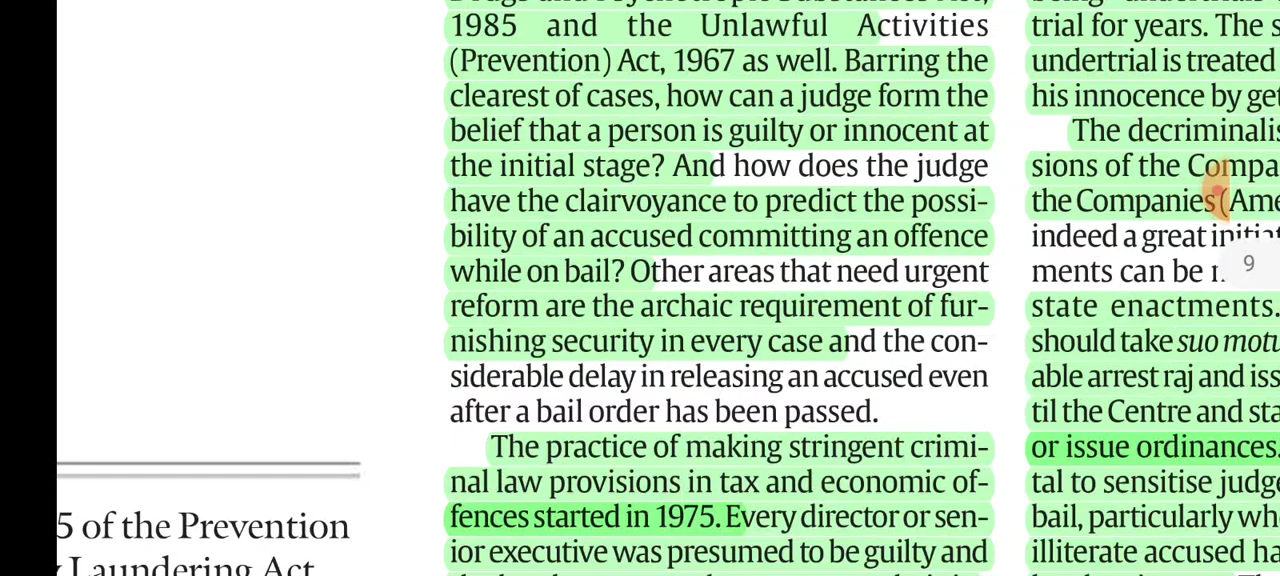 5 of the Prevention
Laundering Act
Drugs and Psychotropic Substances Act,
1985 and the Unlawful Activities
(Prevention) Act, 1967 as well. Barring the
clearest of cases, how can a judge form the
belief that a person is guilty or innocent at
the initial stage? And how does the judge
have the clairvoyance to predict the possi-
bility of an accused committing an offence
while on bail? Other areas that need urgent
reform are the archaic requirement of fur-
nishing security in every case and the con-
siderable delay in releasing an accused even
after a bail order has been passed.
The practice of making stringent crimi-
nal law provisions in tax and economic of-
fences started in 1975. Every director or sen-
ior executive was presumed to be guilty and
trial for years. The s
undertrial is treated
his innocence by get
The decriminalis
sions of the Compa
the Companies (Ame
indeed a great initiat
ments can be
state enactments.
should take suo motu
able arrest raj and iss
til the Centre and sta
or issue ordinances.
tal to sensitise judge
bail, particularly wh
illiterate accused ha
9